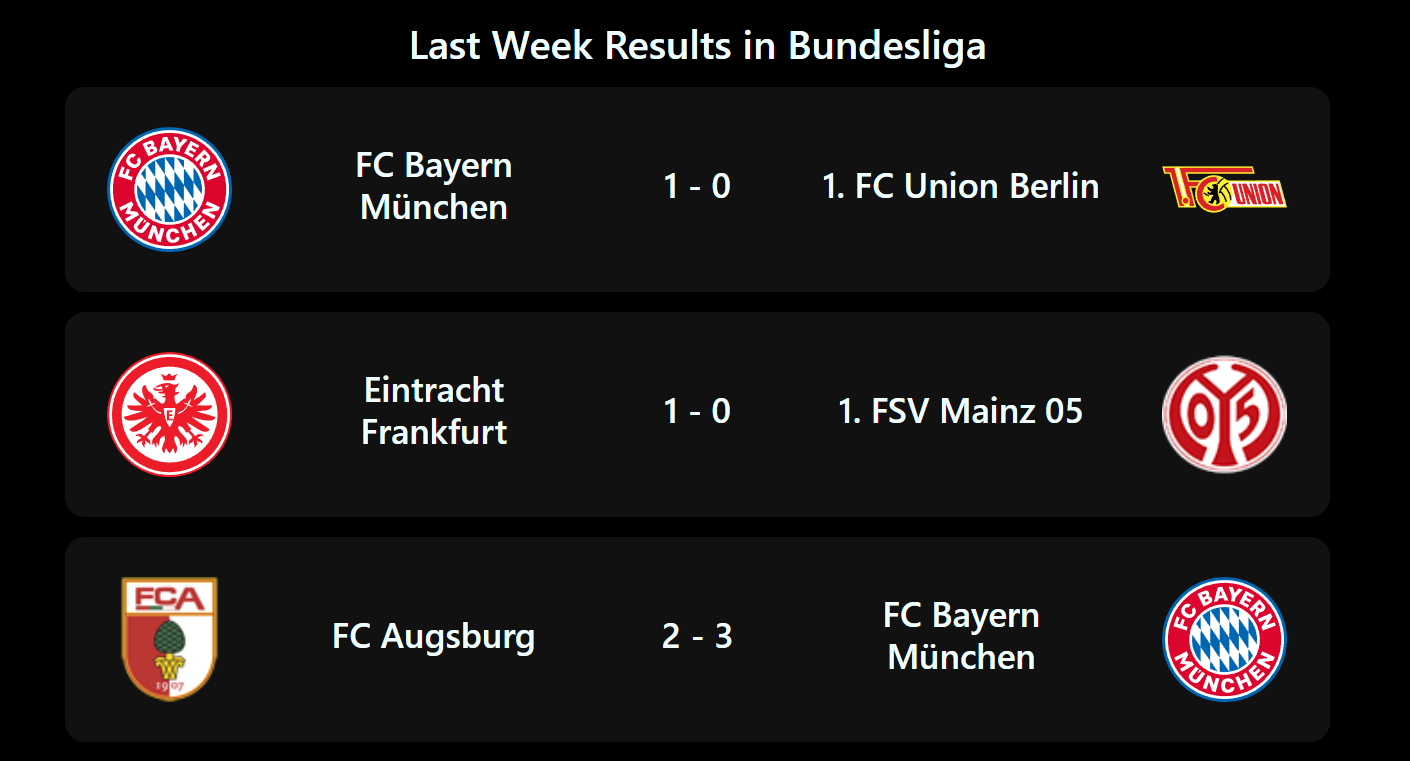 Last Week Results in Bundesliga
FC BAYERN
MÜNCHEN
FC Bayern
München
1 - 0
1. FC Union Berlin
1.FC UNION
E
Eintracht
Frankfurt
1 - 0
1. FSV Mainz 05
05
FCA
1907
FC Augsburg
2 - 3
FC Bayern
München
FC BAYERN
MÜNCHEN